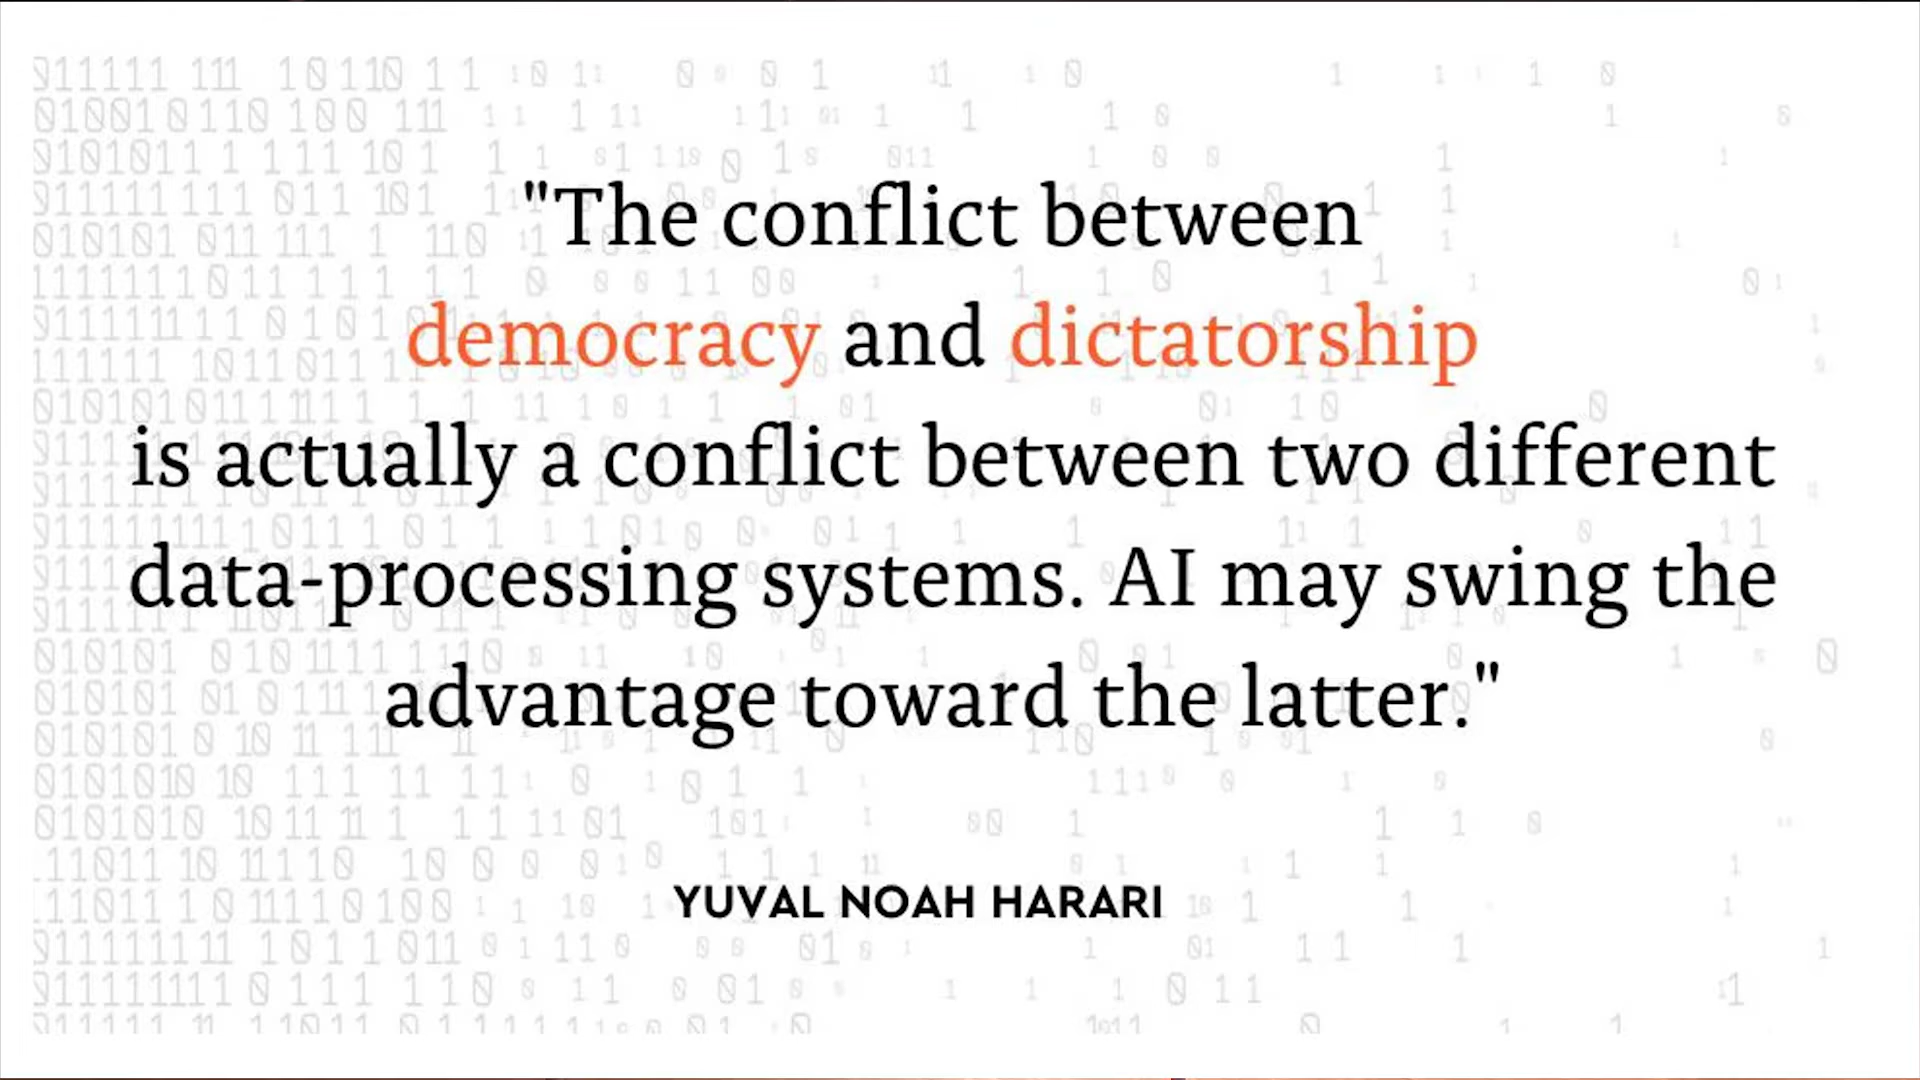 "The conflict between
democracy and dictatorship
is actually a conflict between two different
data-processing systems. AI may swing the
advantage toward the latter."
YUVAL NOAH HARARI